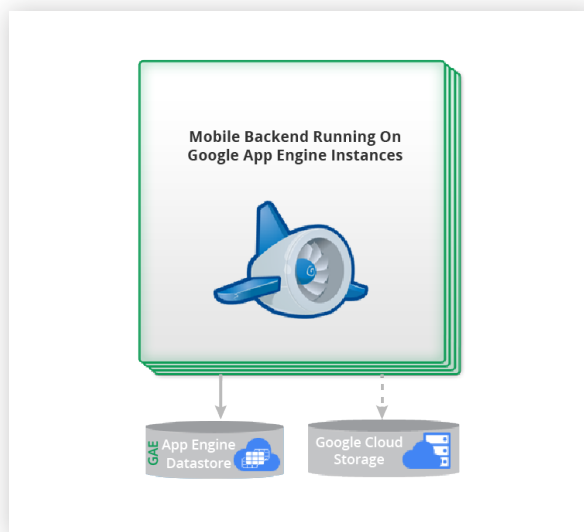 Mobile Backend Running On
Google App Engine Instances
GAE
App Engine
Datastore
Google Cloud
Storage